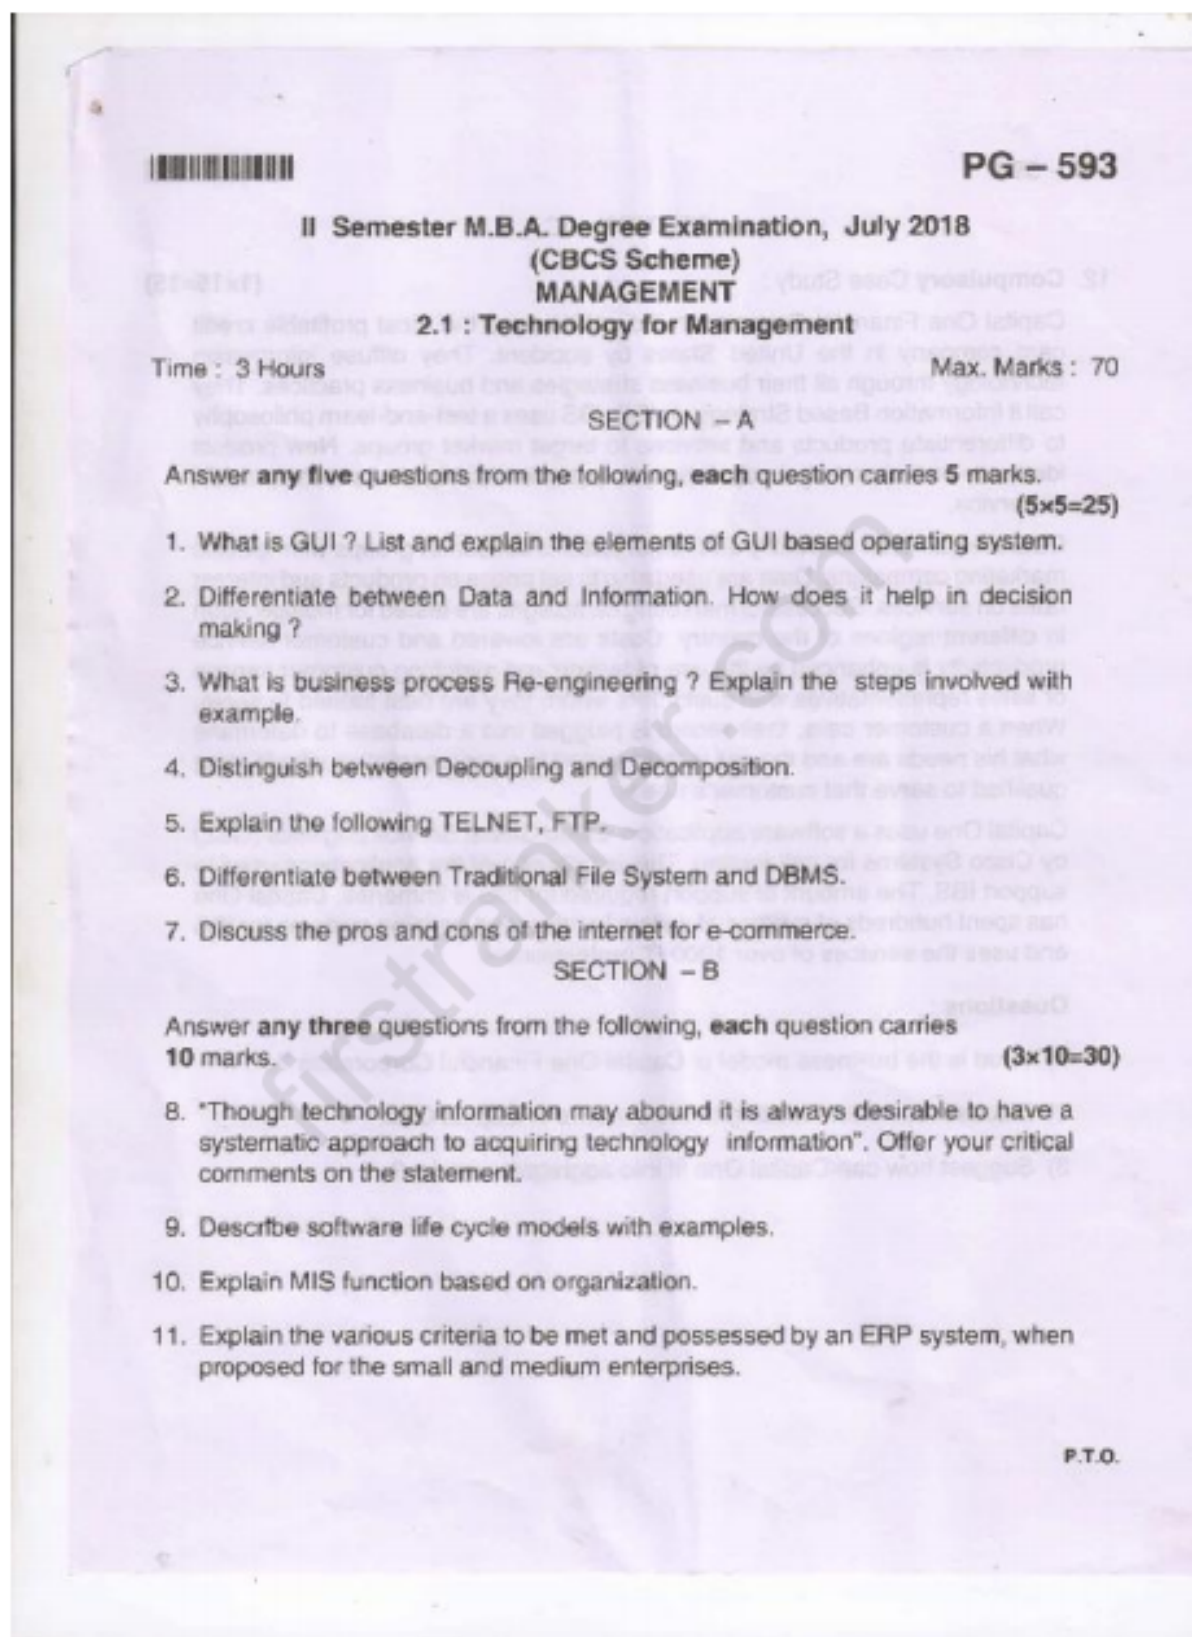 PG – 593
II Semester M.B.A. Degree Examination, July 2018
(CBCS Scheme)
MANAGEMENT
2.1 : Technology for Management
Time : 3 Hours Max. Marks : 70
SECTION – A
Answer any five questions from the following, each question carries 5 marks.
(5×5=25)
1. What is GUI ? List and explain the elements of GUI based operating system.
2. Differentiate between Data and Information. How does it help in decision
making ?
3. What is business process Re-engineering ? Explain the steps involved with
example.
4. Distinguish between Decoupling and Decomposition.
5. Explain the following TELNET, FTP.
6. Differentiate between Traditional File System and DBMS.
7. Discuss the pros and cons of the internet for e-commerce.
SECTION – B
Answer any three questions from the following, each question carries
10 marks. (3×10=30)
8. "Though technology information may abound it is always desirable to have a
systematic approach to acquiring technology information". Offer your critical
comments on the statement.
9. Describe software life cycle models with examples.
10. Explain MIS function based on organization.
11. Explain the various criteria to be met and possessed by an ERP system, when
proposed for the small and medium enterprises.
P.T.O.
firstranker.com